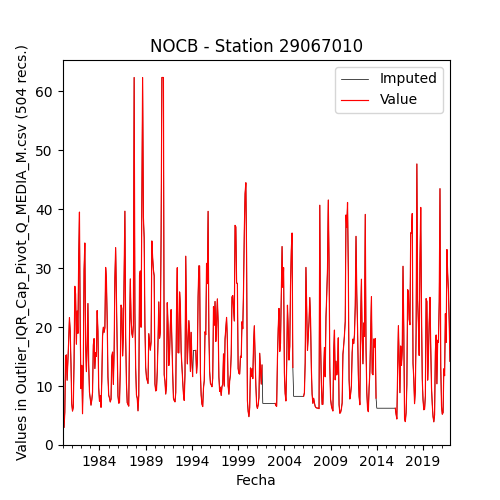 NOCB - Station 29067010
Imputed
Value
Values in Outlier_IQR_Cap_Pivot_Q_MEDIA_M.csv (504 recs.)
60
50
40
30
20
10
0
1984 1989 1994 1999 2004 2009 2014 2019
Fecha